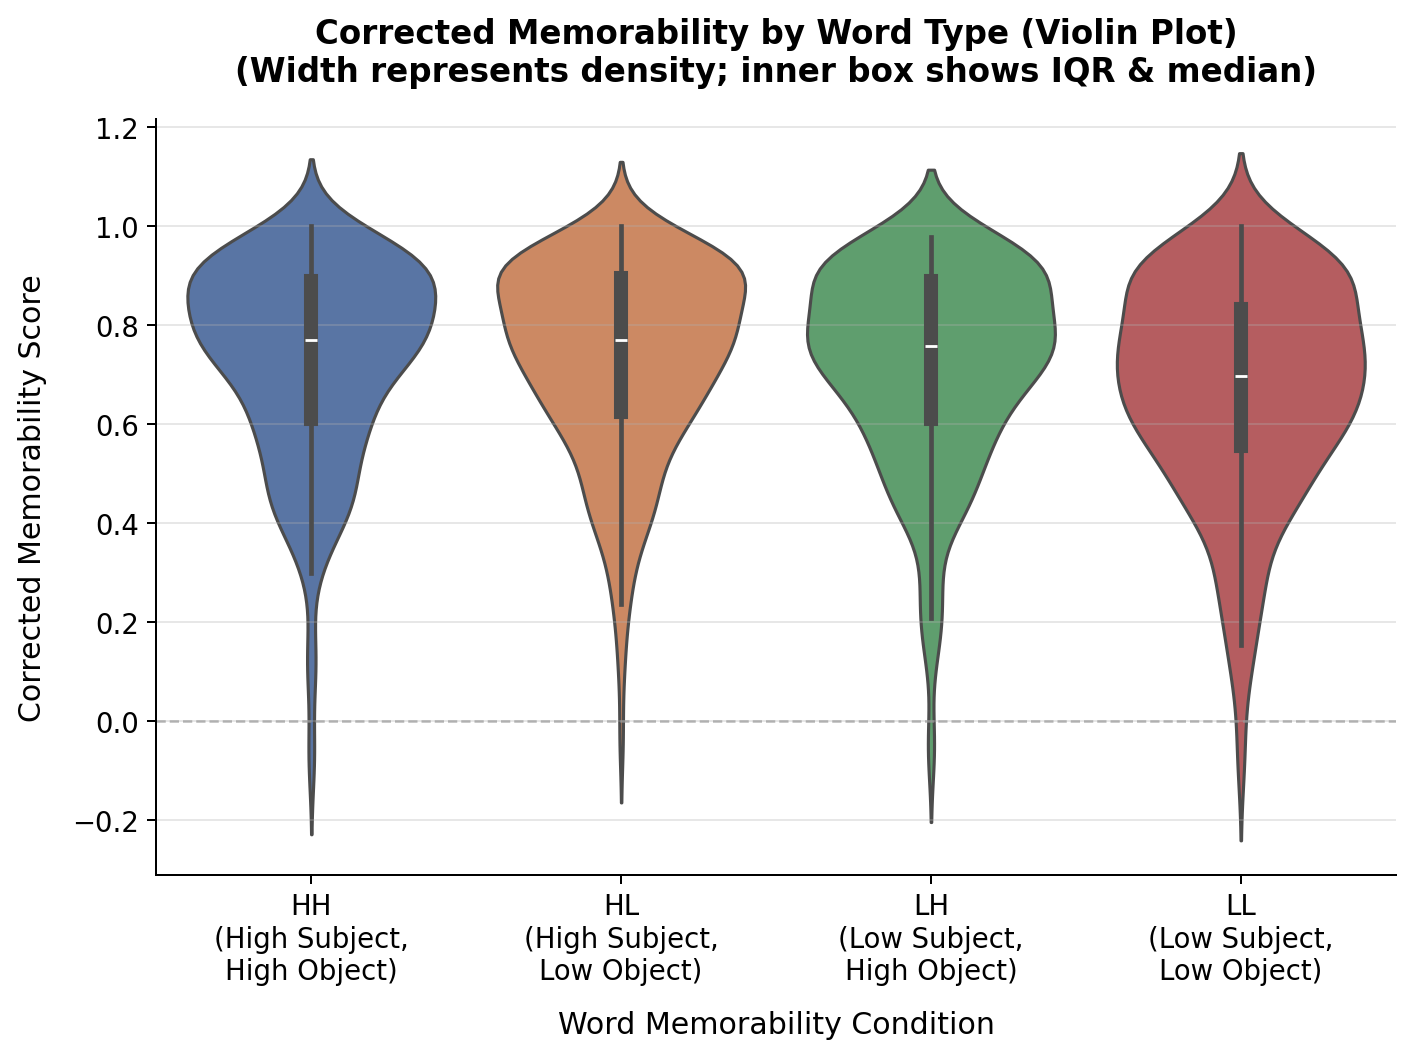 Corrected Memorability by Word Type (Violin Plot)
(Width represents density; inner box shows IQR & median)
Corrected Memorability Score
1.2
1.0
0.8
0.6
0.4
0.2
0.0
−0.2
HH
(High Subject,
High Object)
HL
(High Subject,
Low Object)
LH
(Low Subject,
High Object)
LL
(Low Subject,
Low Object)
Word Memorability Condition